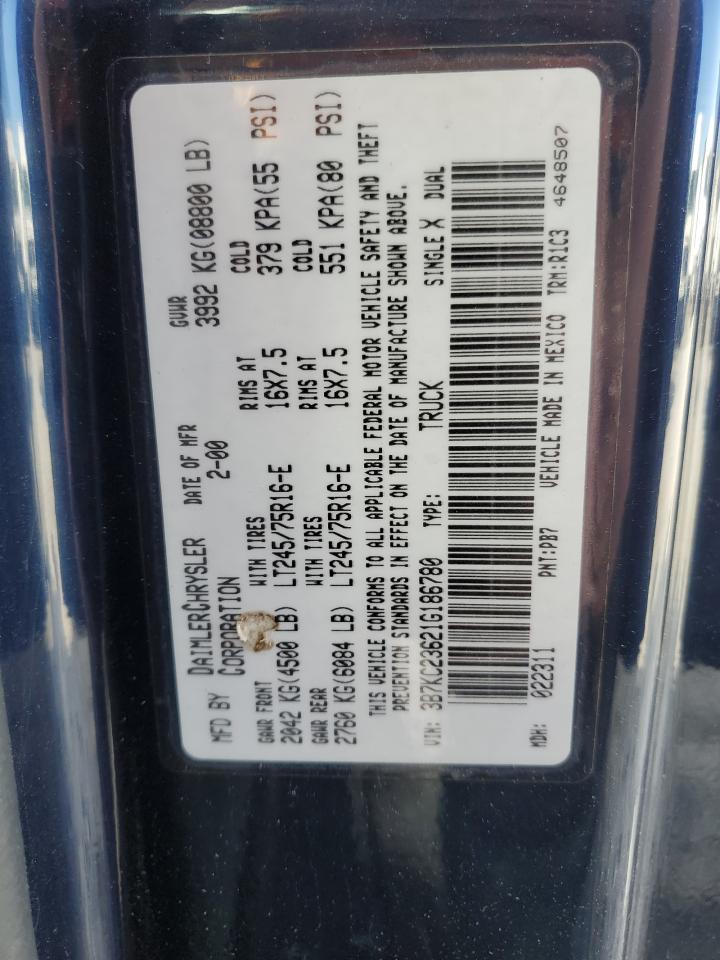 MFD BY DAIMLERCHRYSLER CORPORATION DATE OF MFR 2-00 GVWR 3992 KG(08800 LB)
GAWR FRONT WITH TIRES RIMS AT COLD
2042 KG(4500 LB) LT245/75R16-E 16X7.5 379 KPA(55 PSI)
GAWR REAR WITH TIRES RIMS AT COLD
2760 KG(6084 LB) LT245/75R16-E 16X7.5 551 KPA(80 PSI)
THIS VEHICLE CONFORMS TO ALL APPLICABLE FEDERAL MOTOR VEHICLE SAFETY AND THEFT
PREVENTION STANDARDS IN EFFECT ON THE DATE OF MANUFACTURE SHOWN ABOVE.
VIN: 3B7KC23621G186780 TYPE: TRUCK SINGLE X DUAL
MDH: 022311 PNT:PB7 VEHICLE MADE IN MEXICO TRM:R1C3
4648507